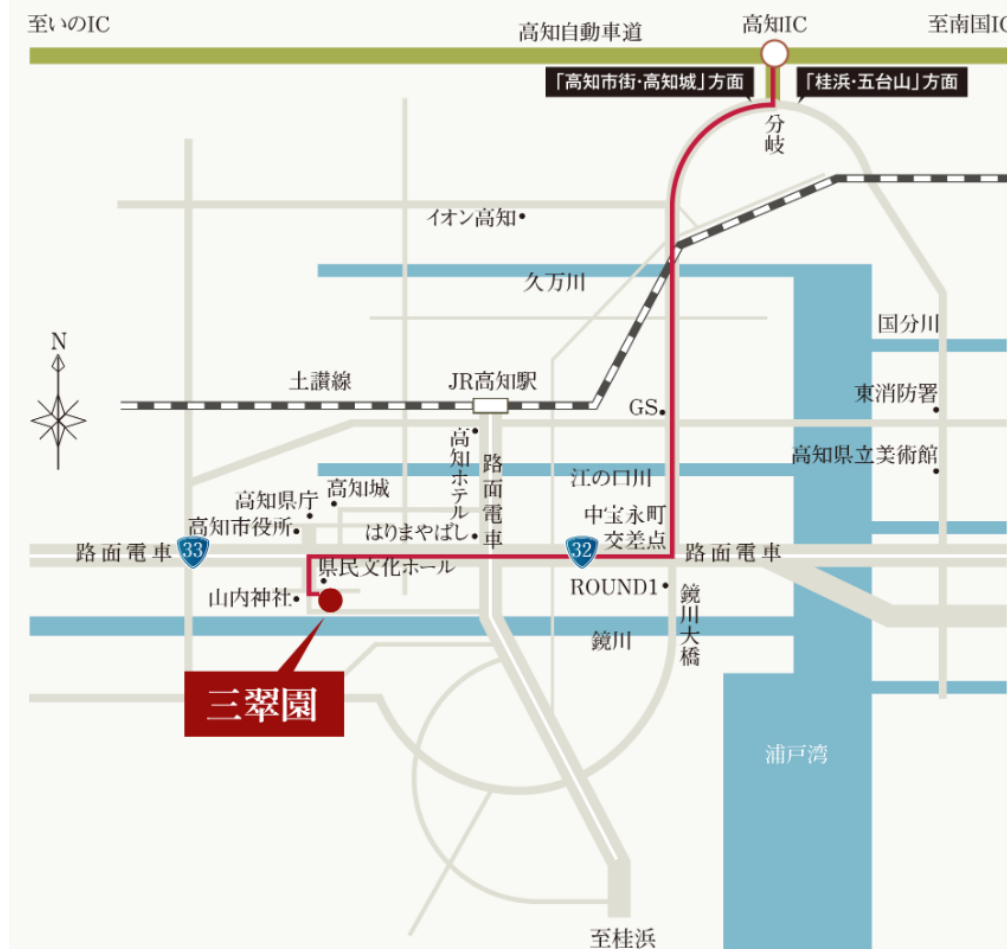 至いのIC
高知自動車道
高知IC
至南国IC
「高知市街・高知城」方面
「桂浜・五台山」方面
分岐
イオン高知
久万川
国分川
N
土讃線
JR高知駅
GS
東消防署
高知ホテル
路面電車
江の口川
高知県立美術館
高知城
高知県庁
高知市役所
はりまやばし
中宝永町
交差点
路面電車
33
32
路面電車
県民文化ホール
山内神社
ROUND1
鏡川大橋
鏡川
三翠園
浦戸湾
至桂浜